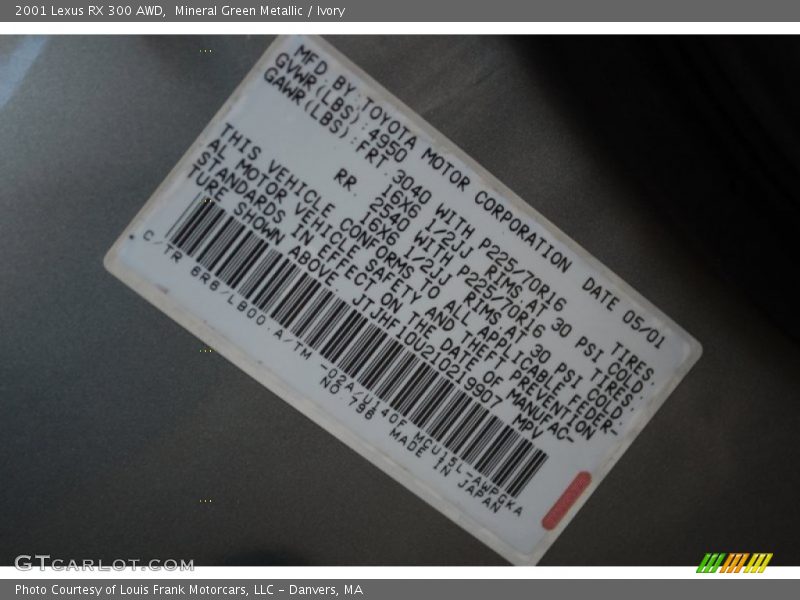 2001 Lexus RX 300 AWD, Mineral Green Metallic / Ivory
MFD BY TOYOTA MOTOR CORPORATION DATE 05/01
GVWR(LBS):4950
GAWR(LBS):FRT. 3040 WITH P225/70R16 TIRES.
16X6 1/2JJ RIMS.AT 30 PSI COLD
RR. 2540 WITH P225/70R16 TIRES.
16X6 1/2JJ RIMS.AT 30 PSI COLD.
THIS VEHICLE CONFORMS TO ALL APPLICABLE FEDER-
AL MOTOR VEHICLE SAFETY AND THEFT PREVENTION
STANDARDS IN EFFECT ON THE DATE OF MANUFAC-
TURE SHOWN ABOVE. JTJHF10U210219907 MPV
C/TR 6R8/LB00.A/TM -02A/U140F MCU15L-AWPGKA
NO.798 MADE IN JAPAN
GTcarlot.com
Photo Courtesy of Louis Frank Motorcars, LLC - Danvers, MA